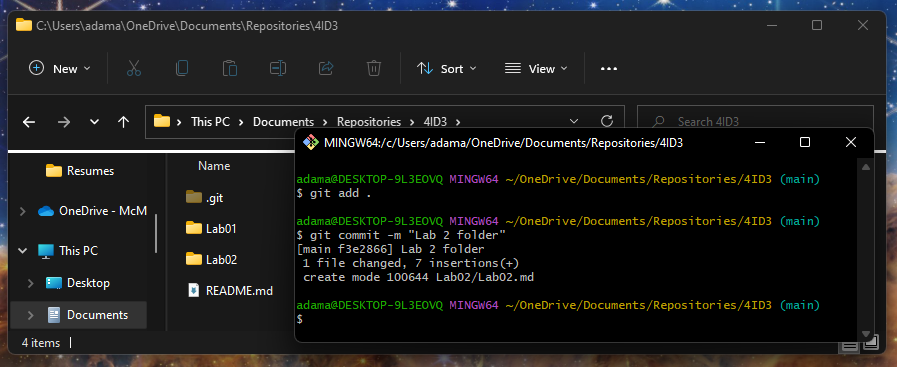 C:\Users\adama\OneDrive\Documents\Repositories\4ID3
New
Sort
View
This PC
Documents
Repositories
4ID3
Search 4ID3
Resumes
OneDrive - McM
This PC
Desktop
Documents
Name
.git
Lab01
Lab02
README.md
4 items
MINGW64:/c/Users/adama/OneDrive/Documents/Repositories/4ID3
adama@DESKTOP-9L3EOVQ MINGW64 ~/OneDrive/Documents/Repositories/4ID3 (main)
$ git add .
adama@DESKTOP-9L3EOVQ MINGW64 ~/OneDrive/Documents/Repositories/4ID3 (main)
$ git commit -m "Lab 2 folder"
[main f3e2866] Lab 2 folder
1 file changed, 7 insertions(+)
create mode 100644 Lab02/Lab02.md
adama@DESKTOP-9L3EOVQ MINGW64 ~/OneDrive/Documents/Repositories/4ID3 (main)
$